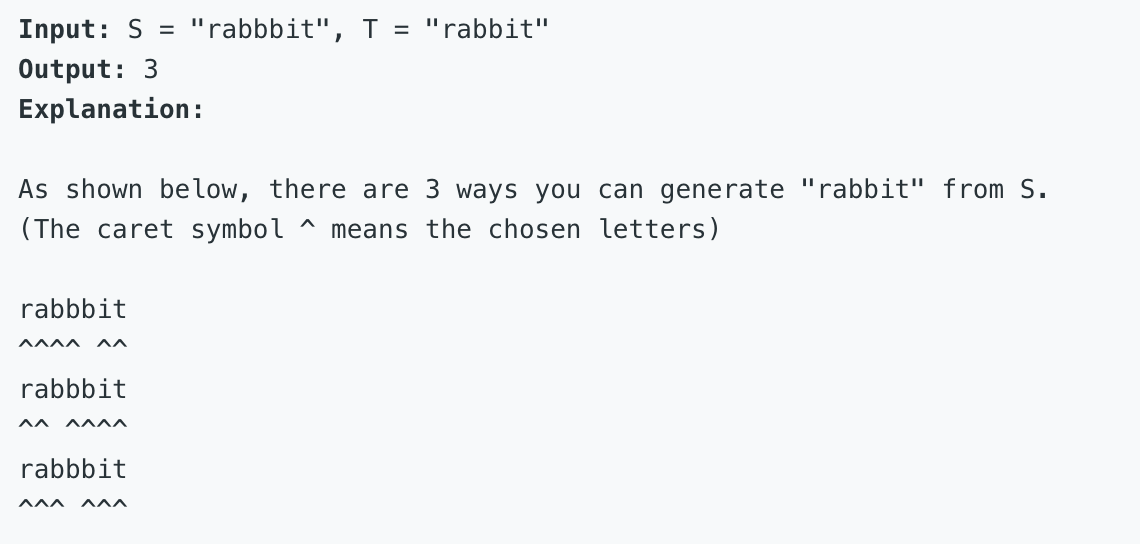 Input: S = "rabbbit", T = "rabbit"
Output: 3
Explanation:
As shown below, there are 3 ways you can generate "rabbit" from S.
(The caret symbol ^ means the chosen letters)
rabbbit
^^^^ ^^
rabbbit
^^ ^^^^
rabbbit
^^^ ^^^